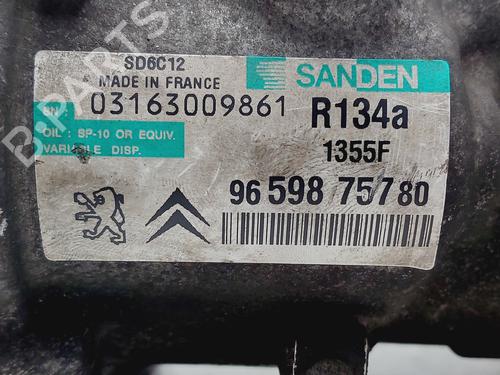 SD6C12
MADE IN FRANCE
SANDEN
03163009861
R134a
OIL : SP-10 OR EQUIV.
VARIABLE DISP.
1355F
96 598 757 80
B-PARTS